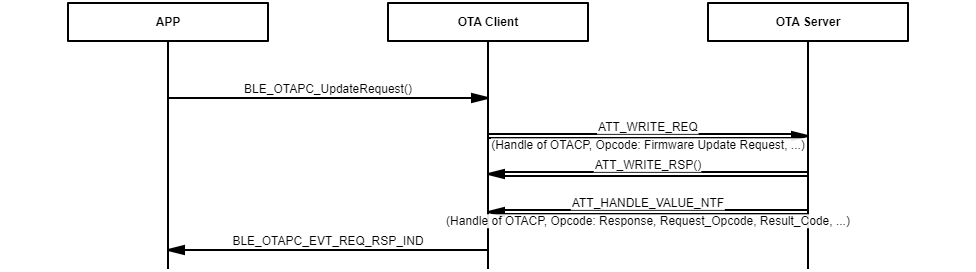 APP
OTA Client
OTA Server
BLE_OTAPC_UpdateRequest()
ATT_WRITE_REQ
(Handle of OTACP, Opcode: Firmware Update Request, ...)
ATT_WRITE_RSP()
ATT_HANDLE_VALUE_NTF
(Handle of OTACP, Opcode: Response, Request_Opcode, Result_Code, ...)
BLE_OTAPC_EVT_REQ_RSP_IND